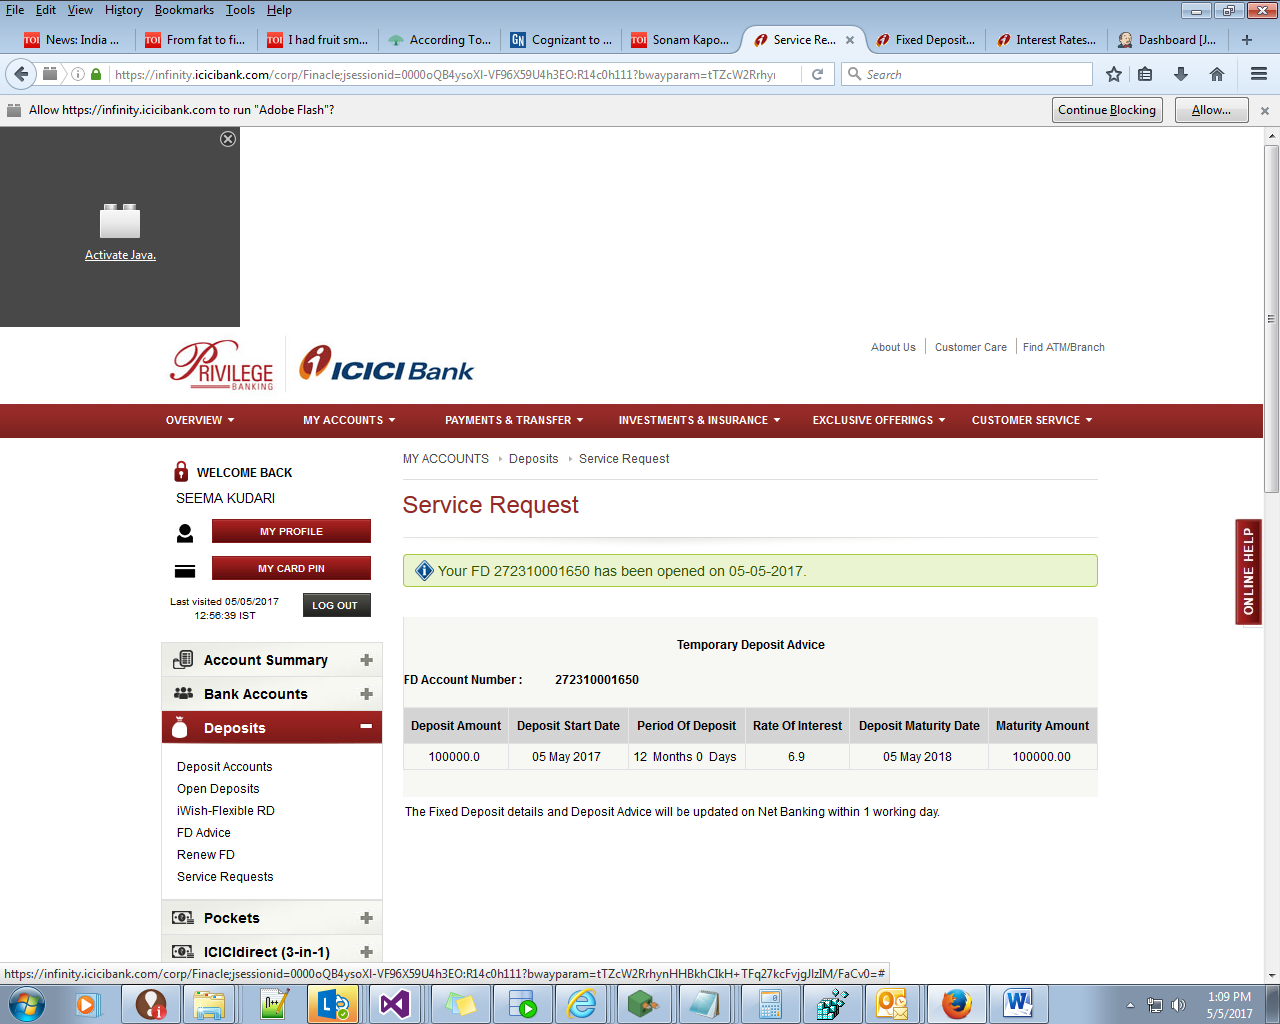 File Edit View History Bookmarks Tools Help
News: India ... From fat to fi... I had fruit sm... According To... Cognizant to ... Sonam Kapo... Service Re... Fixed Deposit... Interest Rates... Dashboard [J...
https://infinity.icicibank.com/corp/Finacle;jsessionid=0000oQB4ysoXI-VF96X59U4h3EO:R14c0h111?bwayparam=tTZcW2Rrhyr Search
Allow https://infinity.icicibank.com to run "Adobe Flash"? Continue Blocking Allow...
Activate Java.
PRIVILEGE BANKING ICICI Bank
About Us Customer Care Find ATM/Branch
OVERVIEW MY ACCOUNTS PAYMENTS & TRANSFER INVESTMENTS & INSURANCE EXCLUSIVE OFFERINGS CUSTOMER SERVICE
WELCOME BACK
SEEMA KUDARI
MY PROFILE
MY CARD PIN
Last visited 05/05/2017
12:56:39 IST
LOG OUT
Account Summary
Bank Accounts
Deposits
Deposit Accounts
Open Deposits
iWish-Flexible RD
FD Advice
Renew FD
Service Requests
Pockets
ICICIdirect (3-in-1)
MY ACCOUNTS Deposits Service Request
Service Request
Your FD 272310001650 has been opened on 05-05-2017.
Temporary Deposit Advice
FD Account Number : 272310001650
Deposit Amount Deposit Start Date Period Of Deposit Rate Of Interest Deposit Maturity Date Maturity Amount
100000.0 05 May 2017 12 Months 0 Days 6.9 05 May 2018 100000.00
The Fixed Deposit details and Deposit Advice will be updated on Net Banking within 1 working day.
ONLINE HELP
https://infinity.icicibank.com/corp/Finacle;jsessionid=0000oQB4ysoXI-VF96X59U4h3EO:R14c0h111?bwayparam=tTZcW2RrhynHHBkhCIkH+TFq27kcFvjgJIzIM/FaCv0=#
1:09 PM
5/5/2017